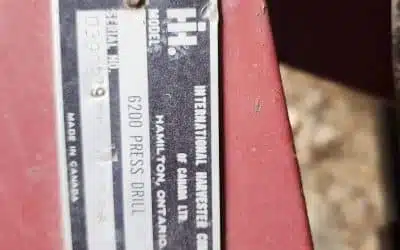 INTERNATIONAL HARVESTER CO
OF CANADA LTD.
HAMILTON, ONTARIO.
IH.
MODEL
6200 PRESS DRILL
SERIAL NO.
MADE IN CANADA